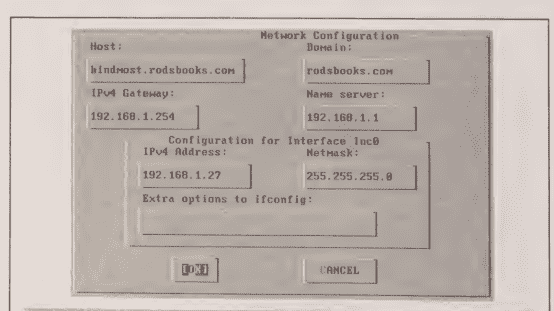 Network Configuration
Host: Domain:
hindmost.rodsbooks.com rodsbooks.com
IPv4 Gateway: Name server:
192.168.1.254 192.168.1.1
Configuration for Interface lnc0
IPv4 Address: Netmask:
192.168.1.27 255.255.255.0
Extra options to ifconfig:
[OK] CANCEL